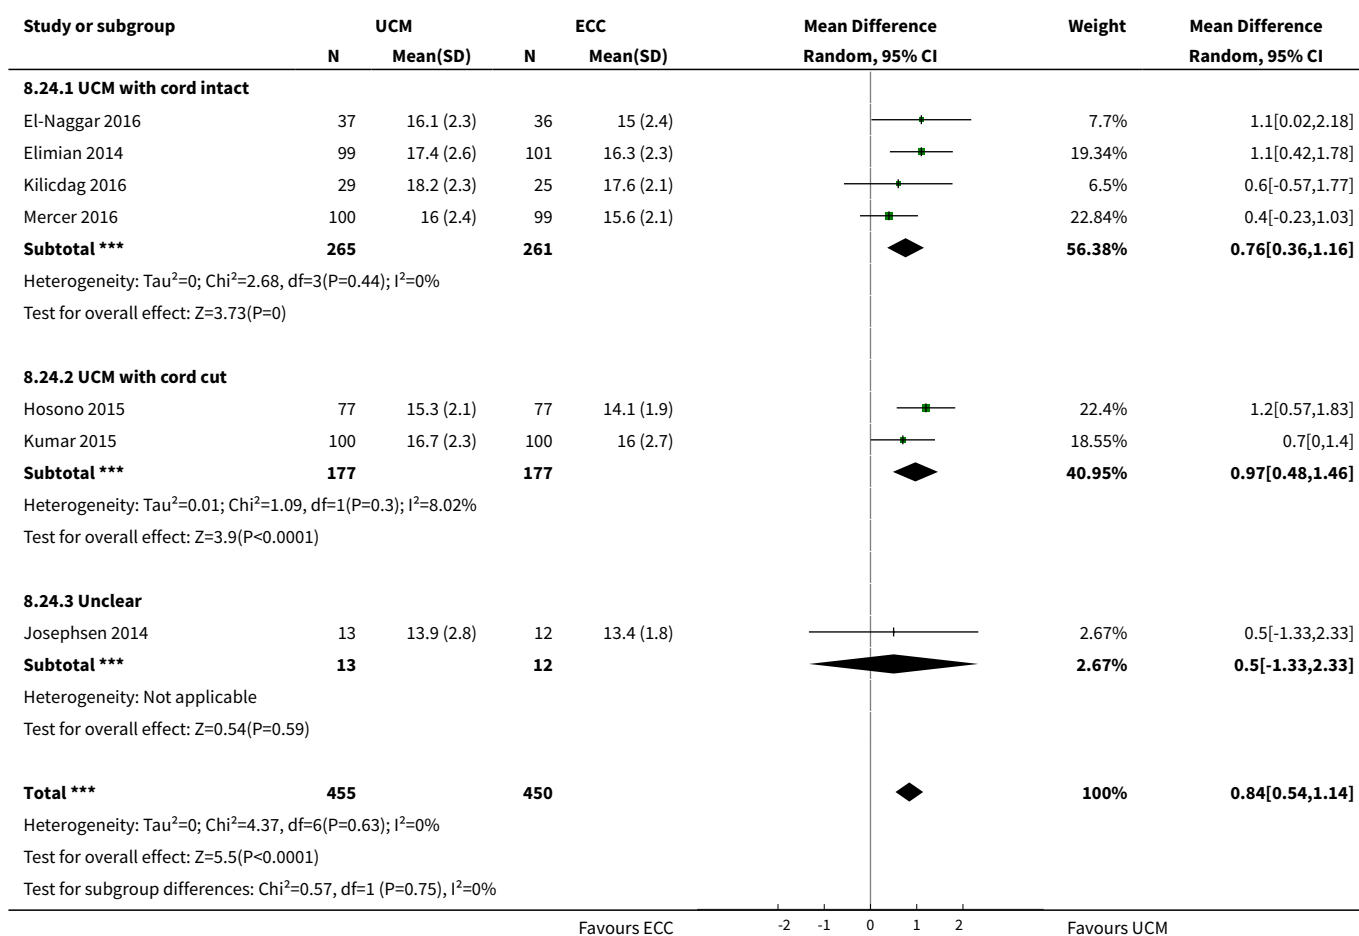 Study or subgroup UCM ECC Mean Difference Weight Mean Difference
N Mean(SD) N Mean(SD) Random, 95% CI Random, 95% CI
8.24.1 UCM with cord intact
El-Naggar 2016 37 16.1 (2.3) 36 15 (2.4) 7.7% 1.1[0.02,2.18]
Elimian 2014 99 17.4 (2.6) 101 16.3 (2.3) 19.34% 1.1[0.42,1.78]
Kilicdag 2016 29 18.2 (2.3) 25 17.6 (2.1) 6.5% 0.6[-0.57,1.77]
Mercer 2016 100 16 (2.4) 99 15.6 (2.1) 22.84% 0.4[-0.23,1.03]
Subtotal *** 265 261 56.38% 0.76[0.36,1.16]
Heterogeneity: Tau²=0; Chi²=2.68, df=3(P=0.44); I²=0%
Test for overall effect: Z=3.73(P=0)
8.24.2 UCM with cord cut
Hosono 2015 77 15.3 (2.1) 77 14.1 (1.9) 22.4% 1.2[0.57,1.83]
Kumar 2015 100 16.7 (2.3) 100 16 (2.7) 18.55% 0.7[0,1.4]
Subtotal *** 177 177 40.95% 0.97[0.48,1.46]
Heterogeneity: Tau²=0.01; Chi²=1.09, df=1(P=0.3); I²=8.02%
Test for overall effect: Z=3.9(P<0.0001)
8.24.3 Unclear
Josephsen 2014 13 13.9 (2.8) 12 13.4 (1.8) 2.67% 0.5[-1.33,2.33]
Subtotal *** 13 12 2.67% 0.5[-1.33,2.33]
Heterogeneity: Not applicable
Test for overall effect: Z=0.54(P=0.59)
Total *** 455 450 100% 0.84[0.54,1.14]
Heterogeneity: Tau²=0; Chi²=4.37, df=6(P=0.63); I²=0%
Test for overall effect: Z=5.5(P<0.0001)
Test for subgroup differences: Chi²=0.57, df=1 (P=0.75), I²=0%
Favours ECC -2 -1 0 1 2 Favours UCM